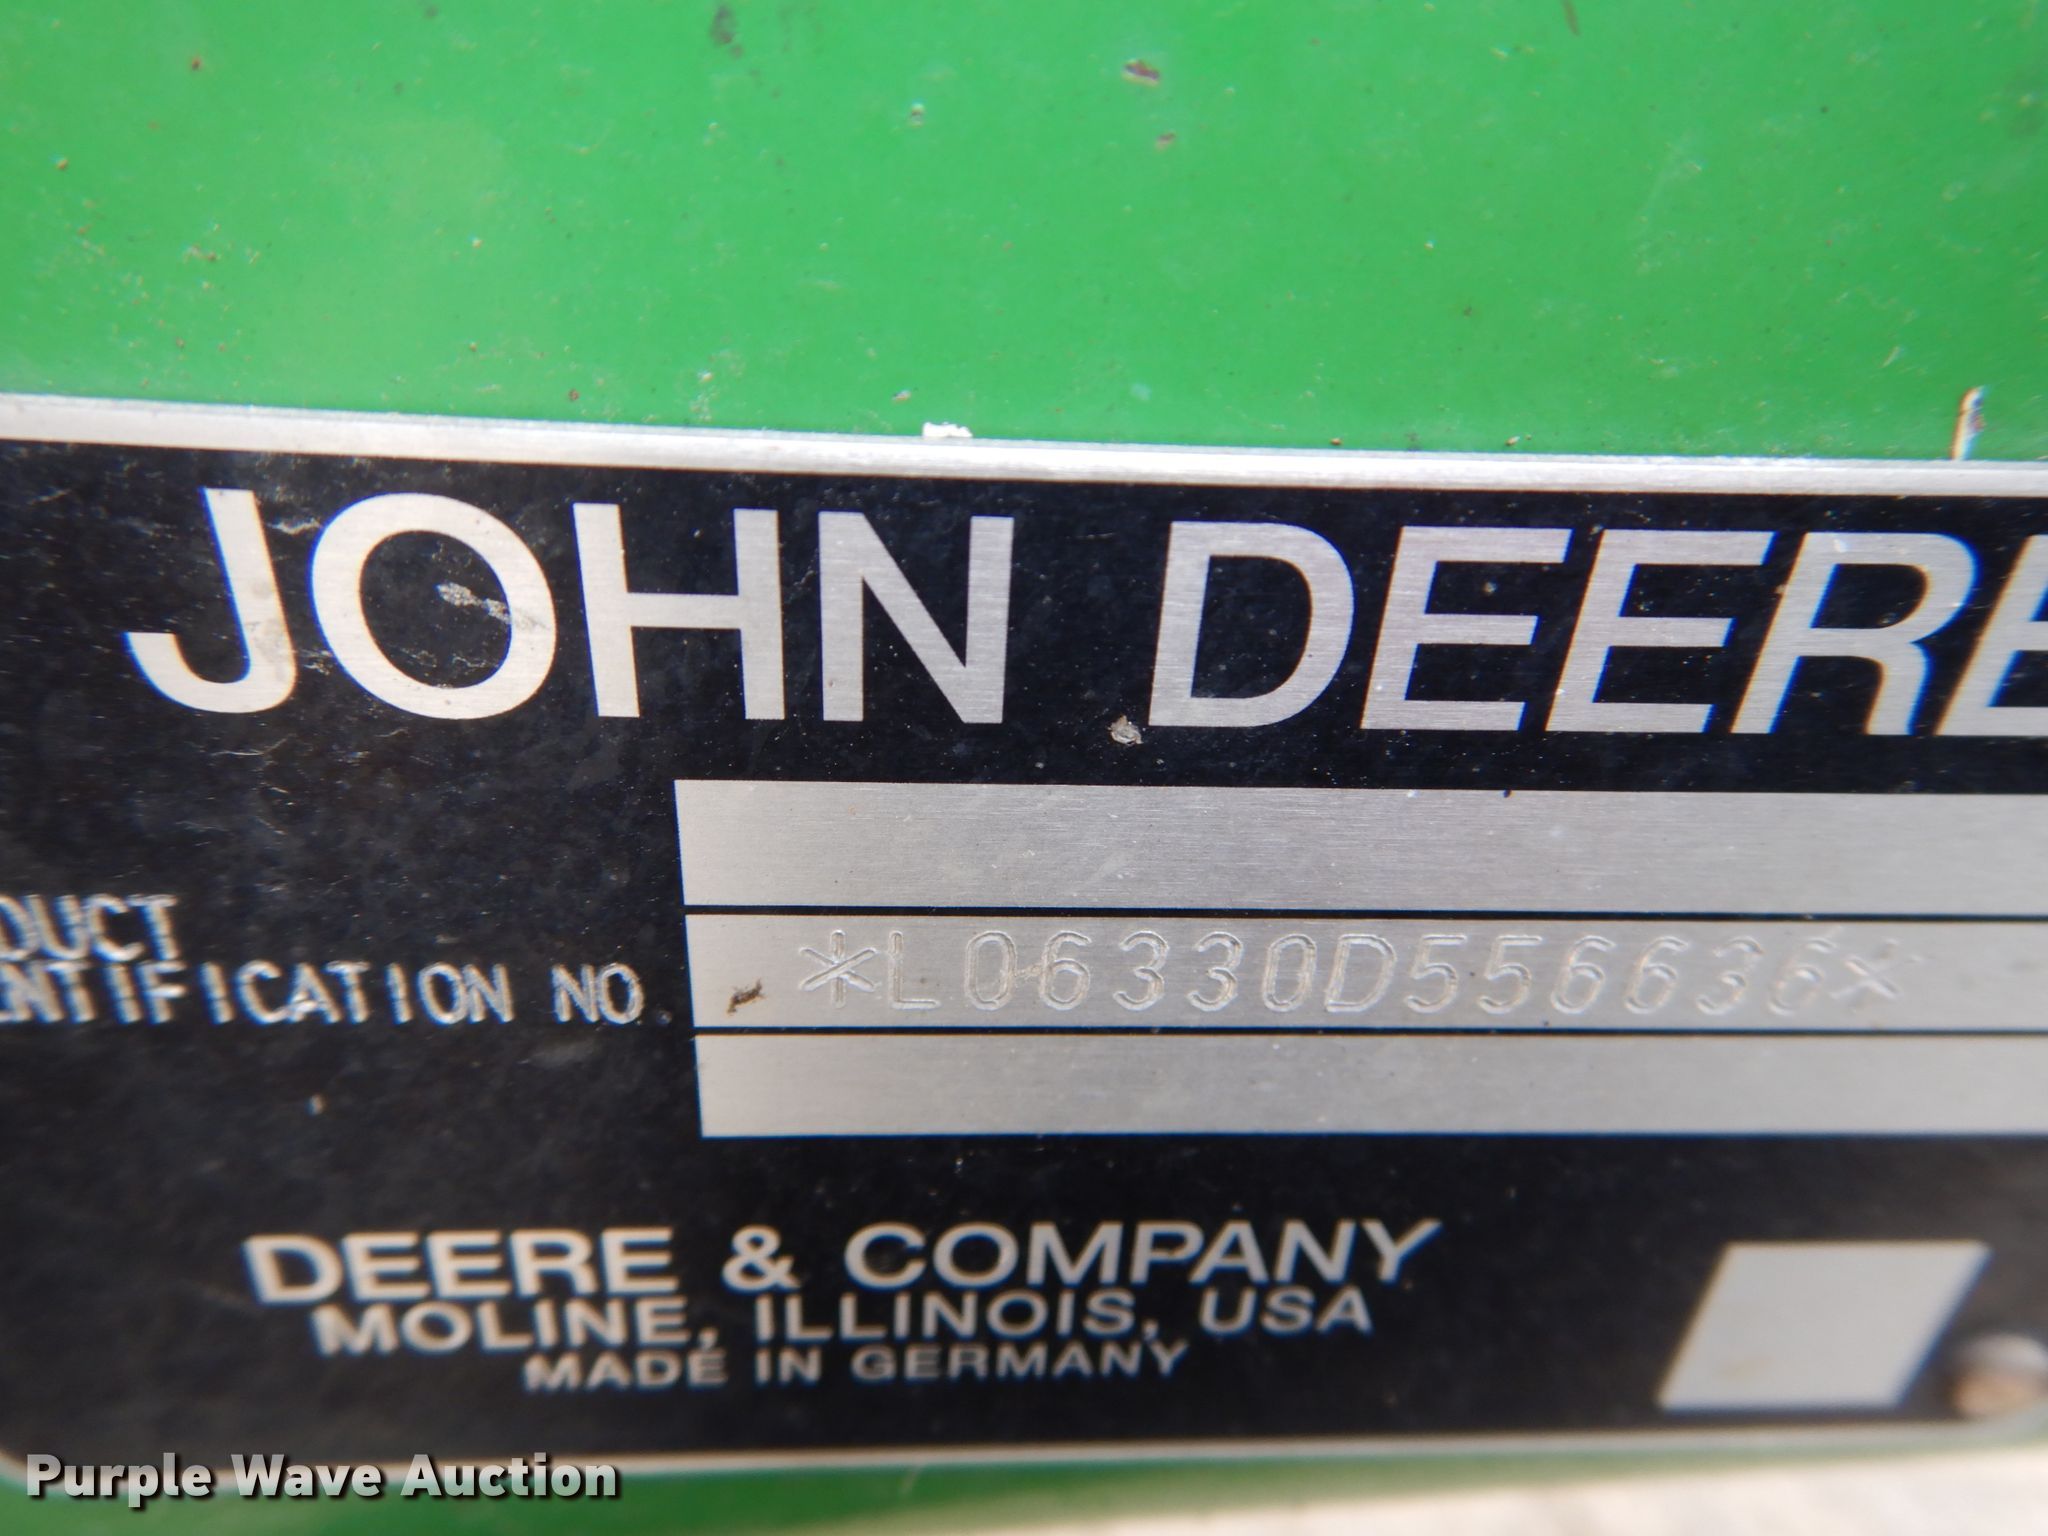 JOHN DEERE
DUCT
NTIFICATION NO.
*L06330D556636*
DEERE & COMPANY
MOLINE, ILLINOIS, USA
MADE IN GERMANY
Purple Wave Auction